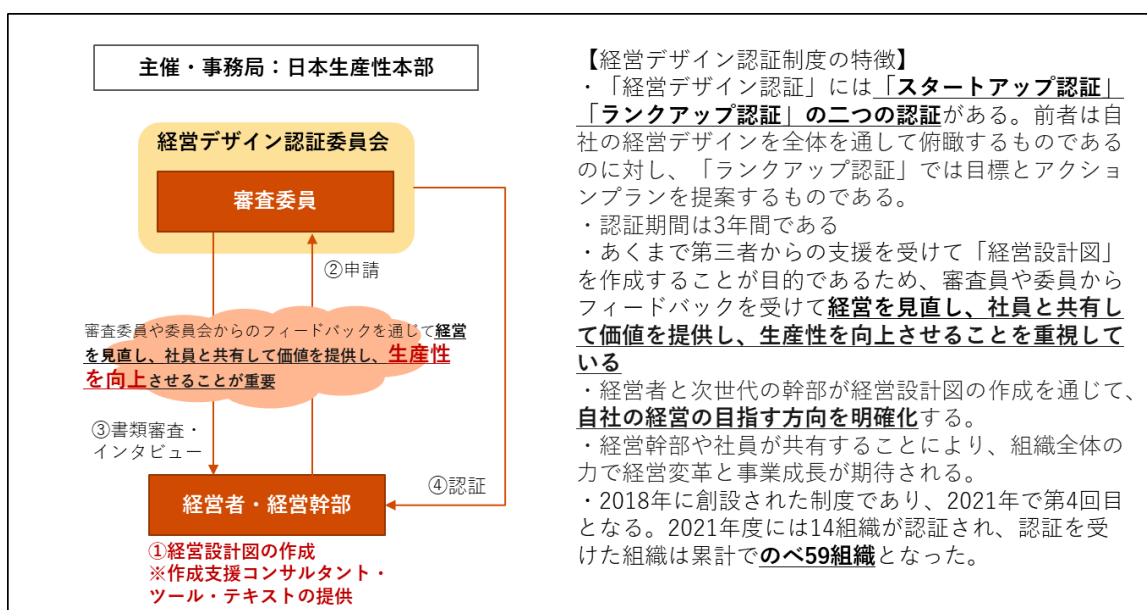 主催・事務局：日本生産性本部
経営デザイン認証委員会
審査委員
②申請
審査委員や委員会からのフィードバックを通じて経営
を見直し、社員と共有して価値を提供し、生産性
を向上させることが重要
③書類審査・
インタビュー
④認証
経営者・経営幹部
①経営設計図の作成
※作成支援コンサルタント・
ツール・テキストの提供
【経営デザイン認証制度の特徴】
・「経営デザイン認証」には「スタートアップ認証」
「ランクアップ認証」の二つの認証がある。前者は自
社の経営デザインを全体を通して俯瞰するものである
のに対し、「ランクアップ認証」では目標とアクショ
ンプランを提案するものである。
・認証期間は3年間である
・あくまで第三者からの支援を受けて「経営設計図」
を作成することが目的であるため、審査員や委員から
フィードバックを受けて経営を見直し、社員と共有し
て価値を提供し、生産性を向上させることを重視して
いる
・経営者と次世代の幹部が経営設計図の作成を通じて、
自社の経営の目指す方向を明確化する。
・経営幹部や社員が共有することにより、組織全体の
力で経営変革と事業成長が期待される。
・2018年に創設された制度であり、2021年で第4回目
となる。2021年度には14組織が認証され、認証を受
けた組織は累計でのべ59組織となった。